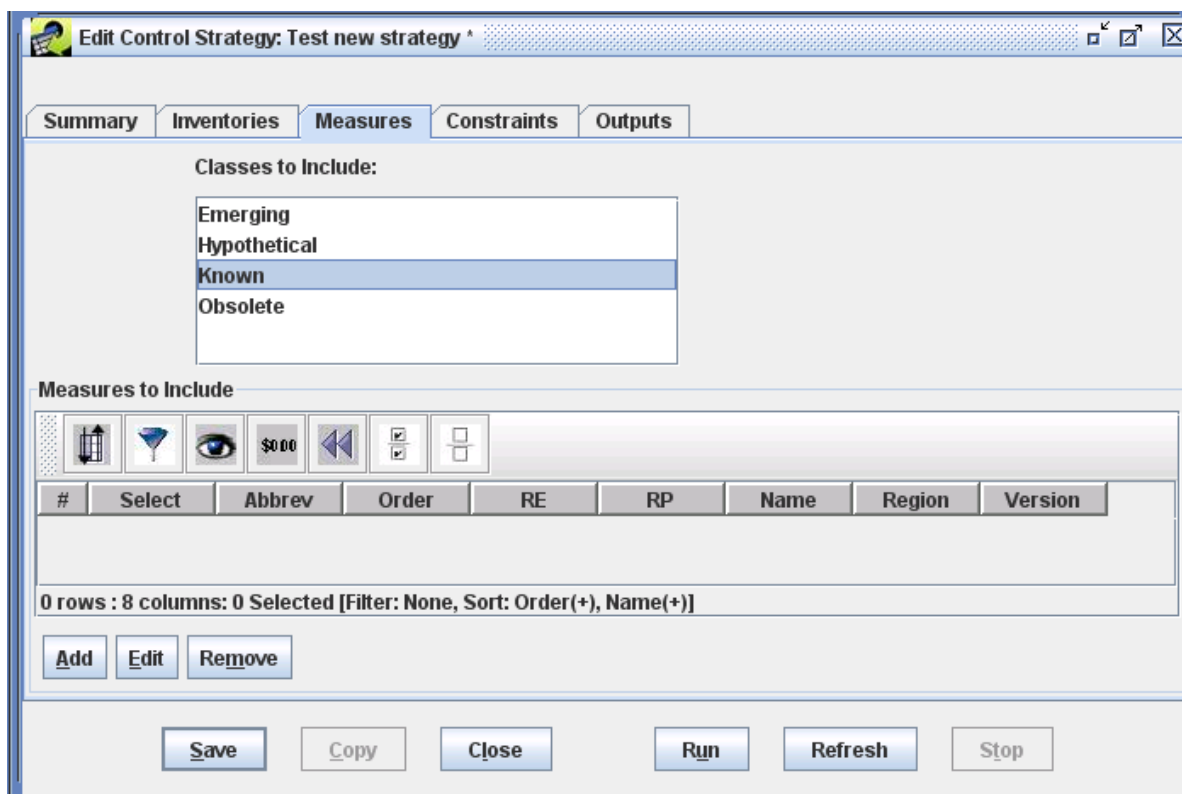 Edit Control Strategy: Test new strategy *
Summary Inventories Measures Constraints Outputs
Classes to Include:
Emerging
Hypothetical
Known
Obsolete
Measures to Include
$0.00
# Select Abbrev Order RE RP Name Region Version
0 rows : 8 columns: 0 Selected [Filter: None, Sort: Order(+), Name(+)]
Add Edit Remove
Save Copy Close Run Refresh Stop